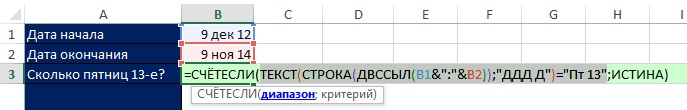 A B C D E F G H I
1 Дата начала 9 дек 12
2 Дата окончания 9 ноя 14
3 Сколько пятниц 13-е? =СЧЁТЕСЛИ(ТЕКСТ(СТРОКА(ДВССЫЛ(B1&":"&B2));"ДДД Д")="Пт 13";ИСТИНА)
СЧЁТЕСЛИ(диапазон; критерий)